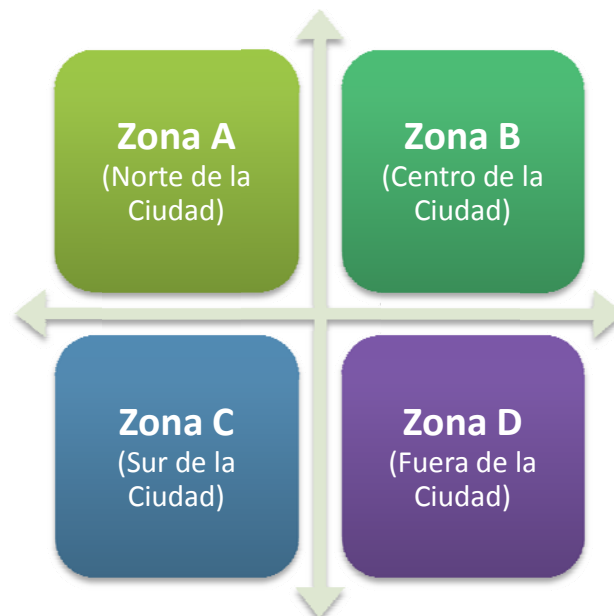 Zona A
(Norte de la
Ciudad)
Zona B
(Centro de la
Ciudad)
Zona C
(Sur de la
Ciudad)
Zona D
(Fuera de la
Ciudad)